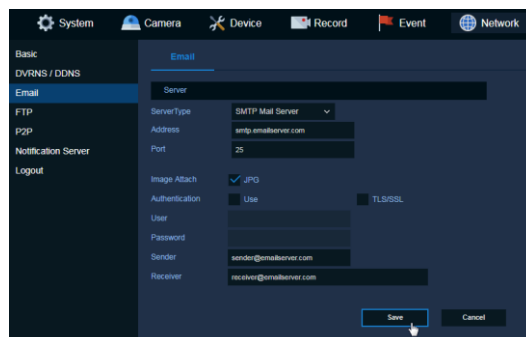 System Camera Device Record Event Network
Basic
DVRNS / DDNS
Email
FTP
P2P
Notification Server
Logout
Email
Server
ServerType SMTP Mail Server
Address smtp.emailserver.com
Port 25
Image Attach JPG
Authentication Use TLS/SSL
User
Password
Sender sender@emailserver.com
Receiver receiver@emailserver.com
Save Cancel